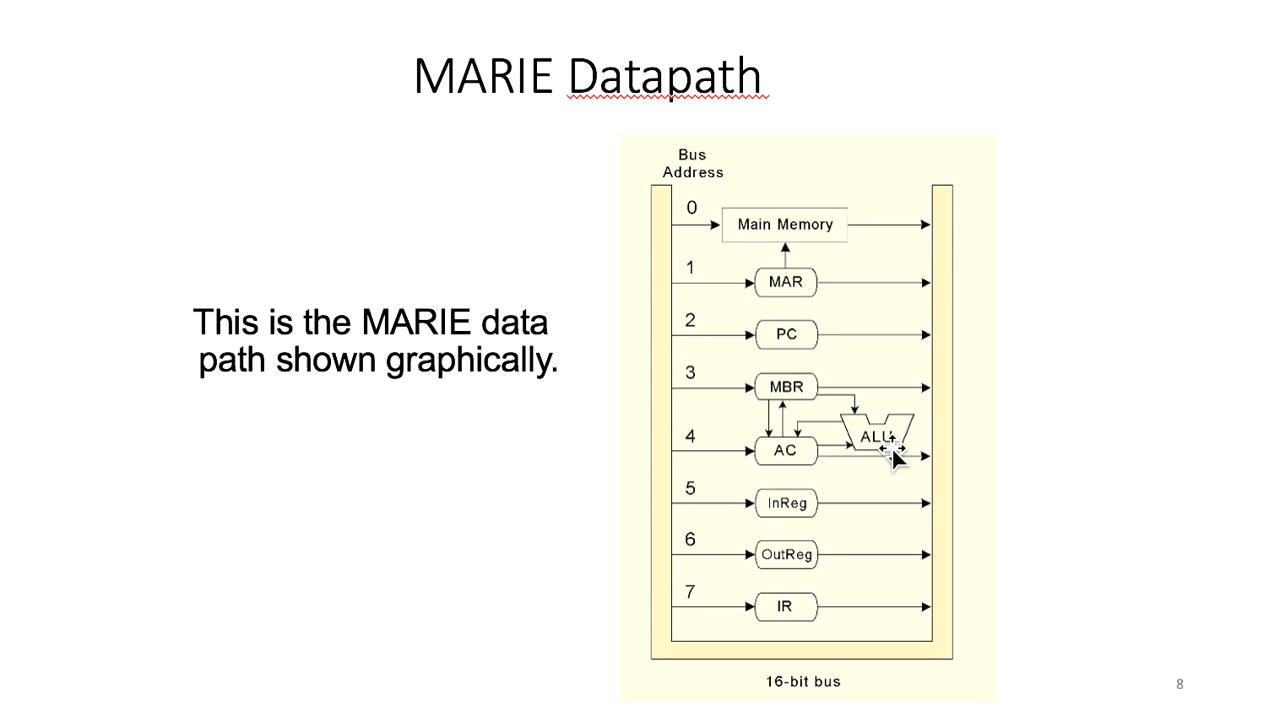 MARIE Datapath
This is the MARIE data
path shown graphically.
Bus
Address
0
Main Memory
1
MAR
2
PC
3
MBR
4
ALU
AC
5
InReg
6
OutReg
7
IR
16-bit bus
8